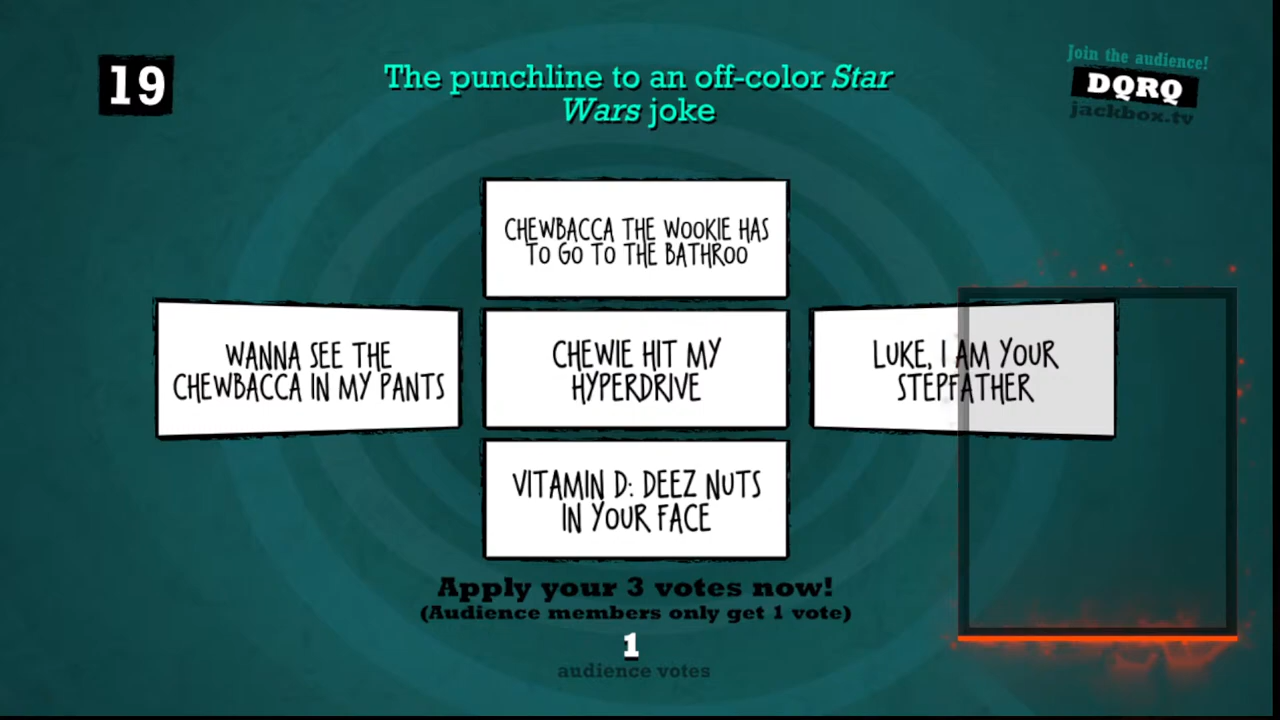 19
The punchline to an off-color Star
Wars joke
Join the audience!
DQRQ
jackbox.tv
CHEWBACCA THE WOOKIE HAS
TO GO TO THE BATHROO
WANNA SEE THE
CHEWBACCA IN MY PANTS
CHEWIE HIT MY
HYPERDRIVE
LUKE, I AM YOUR
STEPFATHER
VITAMIN D: DEEZ NUTS
IN YOUR FACE
Apply your 3 votes now!
(Audience members only get 1 vote)
1
audience votes